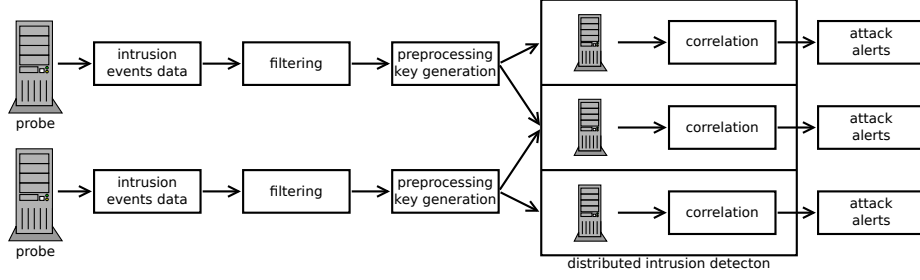 intrusion
events data
filtering
preprocessing
key generation
correlation
attack
alerts
probe
correlation
attack
alerts
intrusion
events data
filtering
preprocessing
key generation
correlation
attack
alerts
probe
distributed intrusion detecton